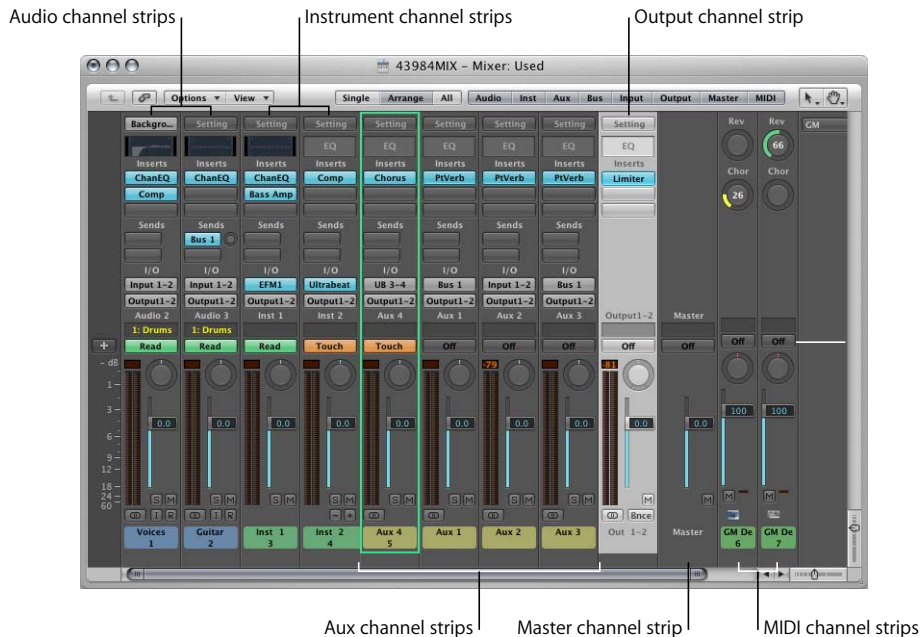 Audio channel strips Instrument channel strips Output channel strip
43984MIX – Mixer: Used
Options View Single Arrange All Audio Inst Aux Bus Input Output Master MIDI
Backgro... Setting Setting Setting Setting Setting Setting Setting Setting Rev Rev GM
EQ EQ EQ EQ EQ EQ 66
Inserts Inserts Inserts Inserts Inserts Inserts Inserts Inserts Inserts Chor Chor
ChanEQ ChanEQ ChanEQ Comp Chorus PtVerb PtVerb PtVerb Limiter
Comp Bass Amp 26
Sends Sends Sends Sends Sends Sends Sends Sends
Bus 1
I/O I/O I/O I/O I/O I/O I/O I/O
Input 1-2 Input 1-2 EFM1 Ultrabeat UB 3-4 Bus 1 Input 1-2 Bus 1
Output1-2 Output1-2 Output1-2 Output1-2 Output1-2 Output1-2 Output1-2 Output1-2
Audio 2 Audio 3 Inst 1 Inst 2 Aux 4 Aux 1 Aux 2 Aux 3 Output1-2 Master
1: Drums 1: Drums
+ Read Read Read Touch Touch Off Off Off Off Off Off Off
- dB -79 -81
1
3 100 100
0.0 0.0 0.0 0.0 0.0 0.0 0.0 0.0 0.0 0.0
6
9
12
18
24 S M S M S M S M S M S M S M S M M M M M
60
I R I R - + Bnce
Voices Guitar Inst 1 Inst 2 Aux 4 Aux 1 Aux 2 Aux 3 Out 1-2 Master GM De GM De
1 2 3 4 5 6 7
Aux channel strips Master channel strip MIDI channel strips